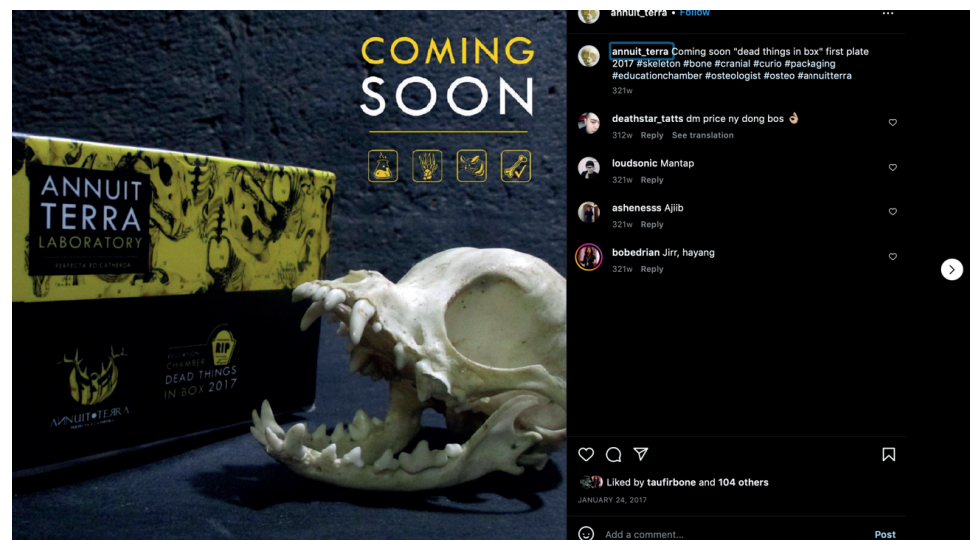 COMING
SOON
ANNUIT
TERRA
LABORATORY
ANNUIT TERRA
EDUCATION
CHAMBER
RIP
DEAD THINGS
IN BOX 2017
annuit_terra • Follow
annuit_terra Coming soon "dead things in box" first plate
2017 #skeleton #bone #cranial #curio #packaging
#educationchamber #osteologist #osteo #annuitterra
321w
deathstar_tatts dm price ny dong bos 👌
312w Reply See translation
loudsonic Mantap
321w Reply
ashenesss Ajiib
321w Reply
bobedrian Jirr, hayang
321w Reply
Liked by taufirbone and 104 others
JANUARY 24, 2017
Add a comment...
Post